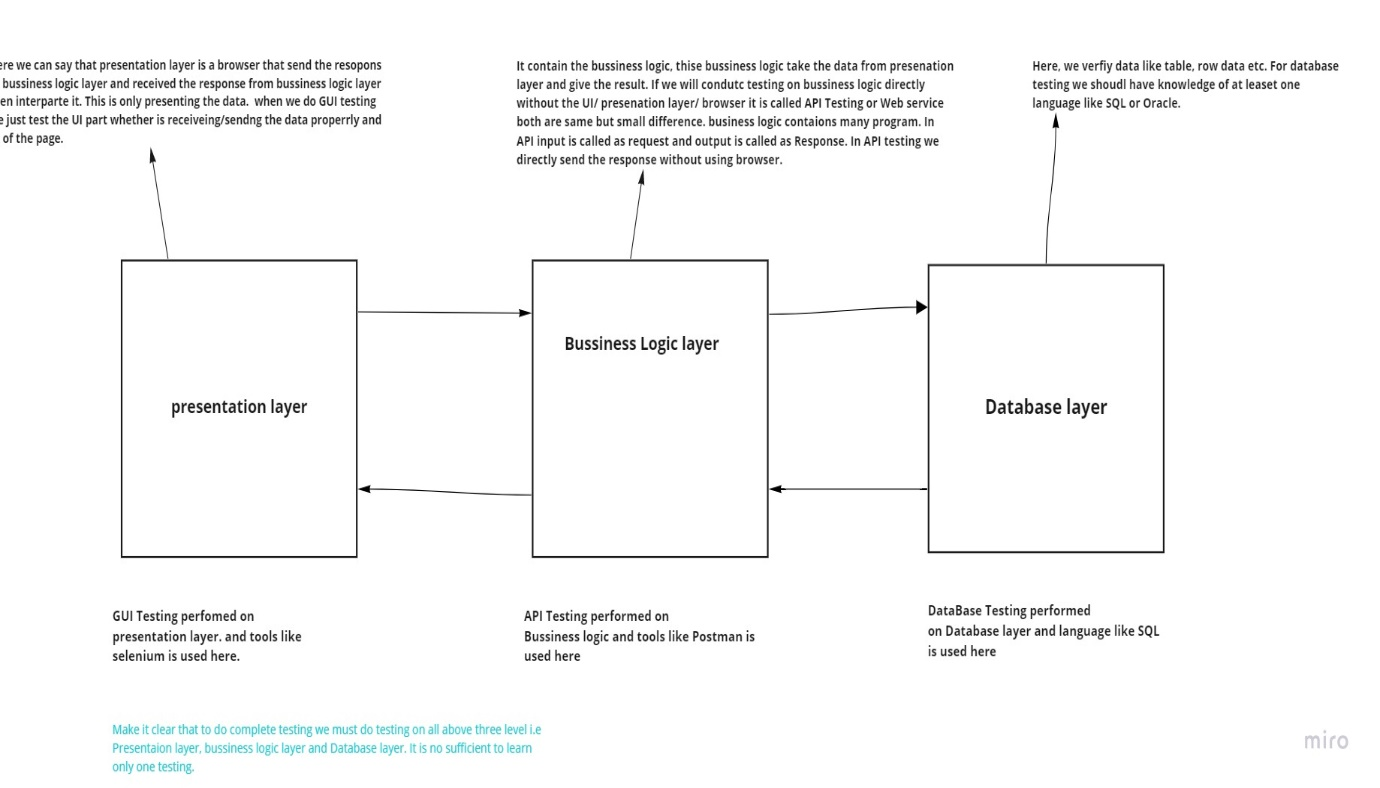 ere we can say that presentation layer is a browser that send the resopons
bussiness logic layer and received the response from bussiness logic layer
en interparte it. This is only presenting the data. when we do GUI testing
e just test the UI part whether is receiveing/sendng the data properrly and
of the page.
It contain the bussiness logic, thise bussiness logic take the data from presenation
layer and give the result. If we will condutc testing on bussiness logic directly
without the UI/ presenation layer/ browser it is called API Testing or Web service
both are same but small difference. business logic contaions many program. In
API input is called as request and output is called as Response. In API testing we
directly send the response without using browser.
Here, we verfiy data like table, row data etc. For database
testing we shoudl have knowledge of at leaseet one
language like SQL or Oracle.
presentation layer
Bussiness Logic layer
Database layer
GUI Testing perfomed on
presentation layer. and tools like
selenium is used here.
API Testing performed on
Bussiness logic and tools like Postman is
used here
DataBase Testing performed
on Database layer and language like SQL
is used here
Make it clear that to do complete testing we must do testing on all above three level i.e
Presentaion layer, bussiness logic layer and Database layer. It is no sufficient to learn
only one testing.
miro